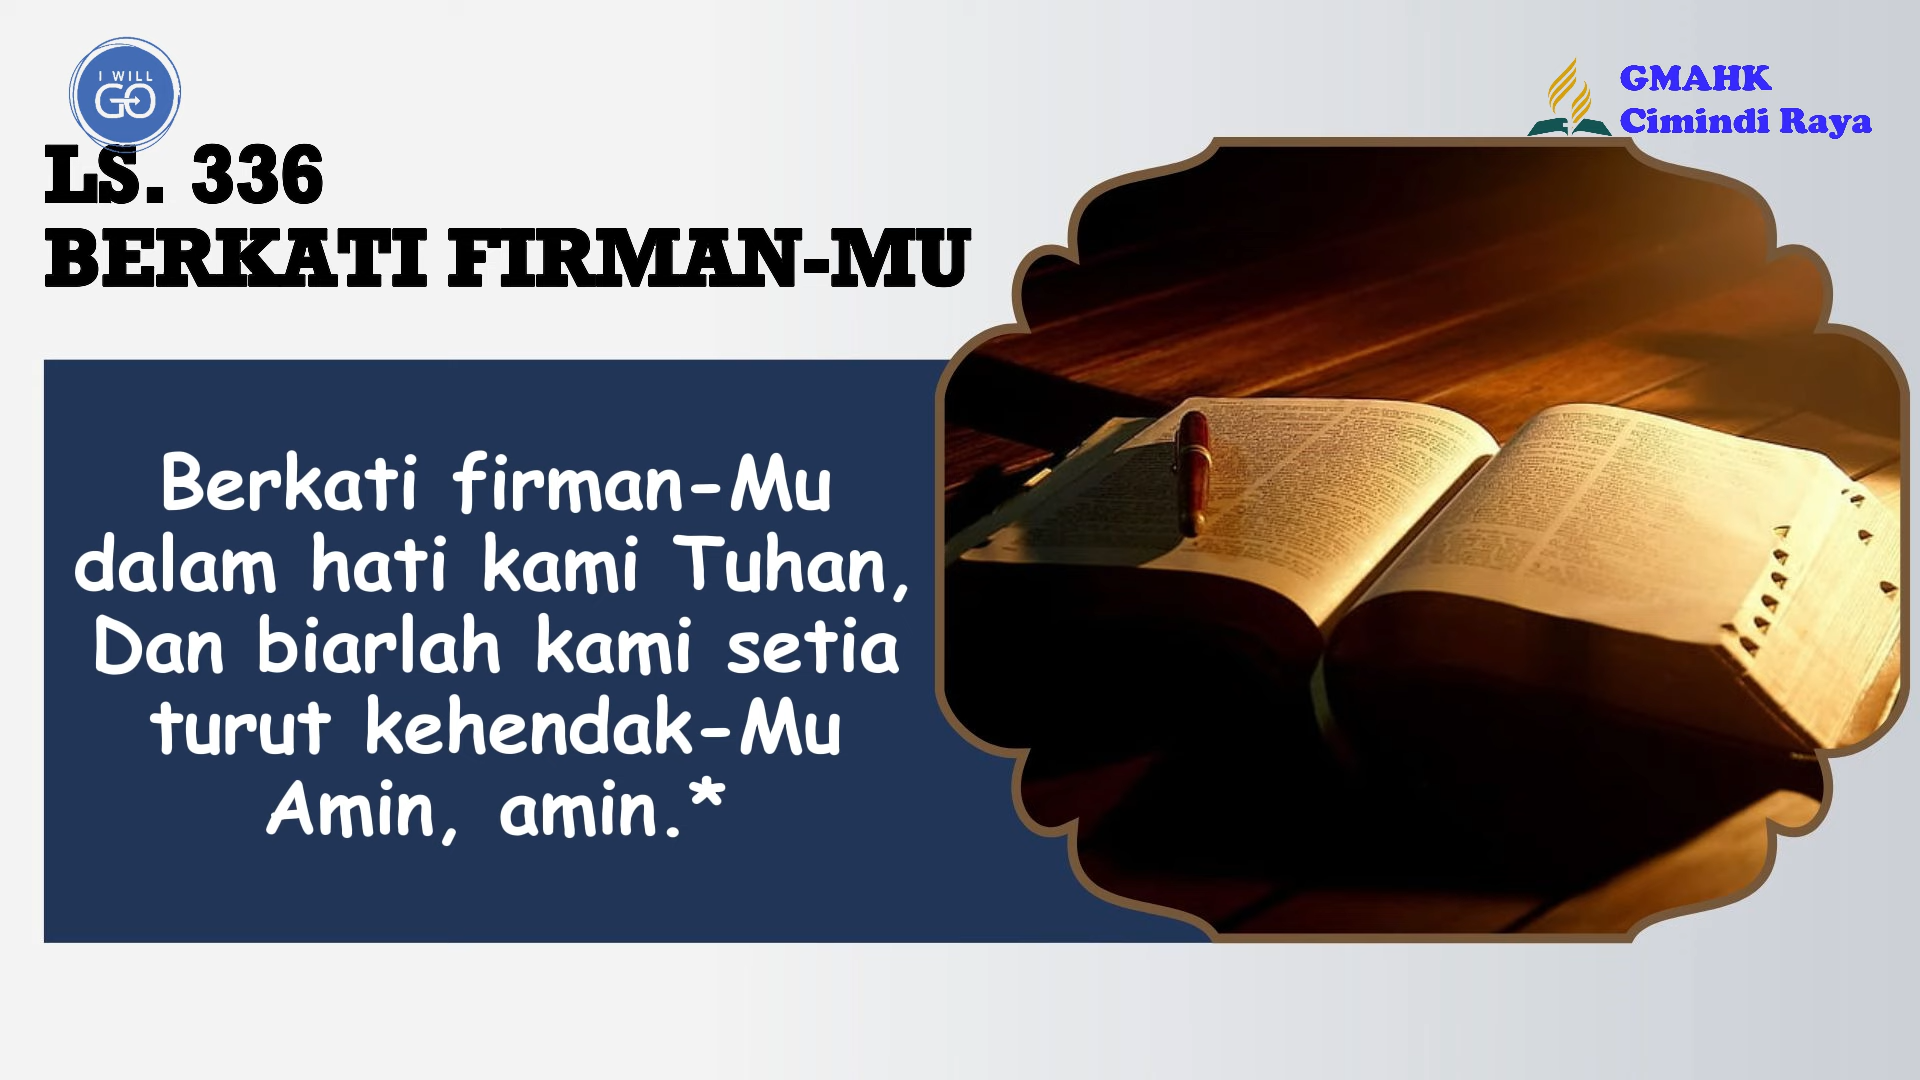 I WILL
GO
GMAHK
Cimindi Raya
LS. 336
BERKATI FIRMAN-MU
Berkati firman-Mu
dalam hati kami Tuhan,
Dan biarlah kami setia
turut kehendak-Mu
Amin, amin.*